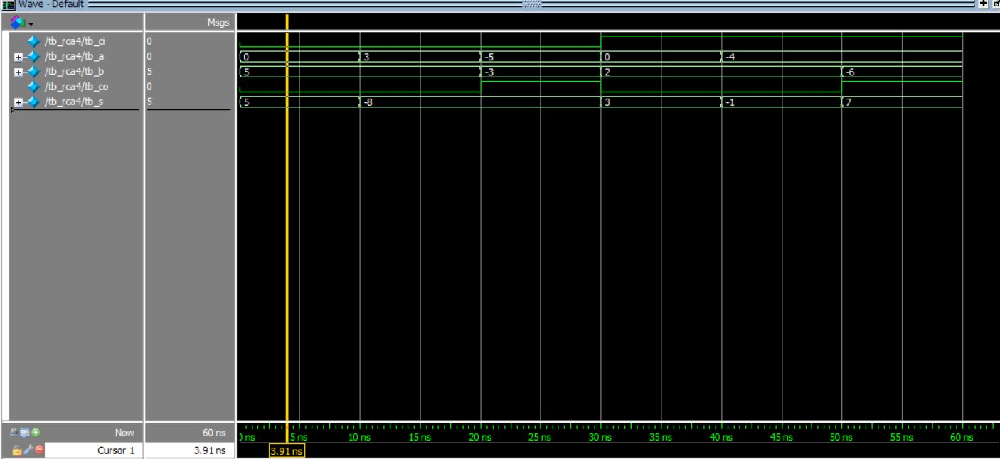 Wave - Default
Msgs
/tb_rca4/tb_ci 0
/tb_rca4/tb_a 0 0 3 -5 0 -4
/tb_rca4/tb_b 5 5 -3 2 -6
/tb_rca4/tb_co 0
/tb_rca4/tb_s 5 5 -8 3 -1 7
Now 60 ns ns 5 ns 10 ns 15 ns 20 ns 25 ns 30 ns 35 ns 40 ns 45 ns 50 ns 55 ns 60 ns
Cursor 1 3.91 ns 3.91 ns